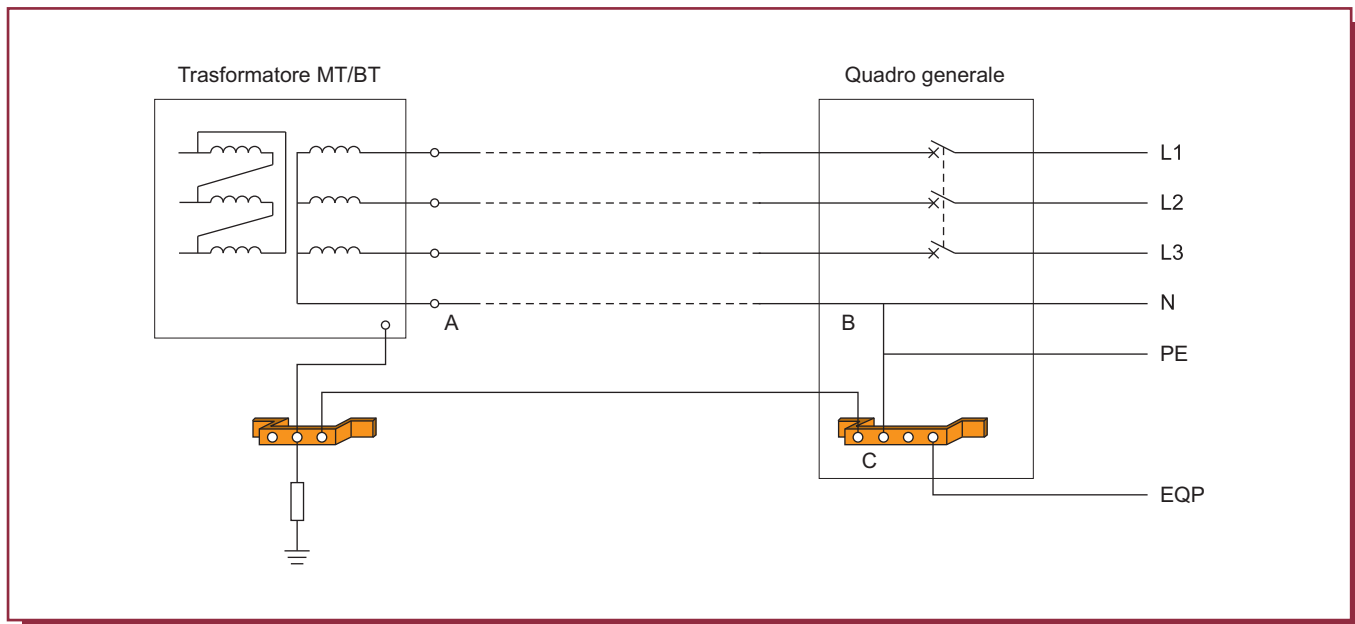 Trasformatore MT/BT
Quadro generale
L1
L2
L3
N
A
B
PE
C
EQP